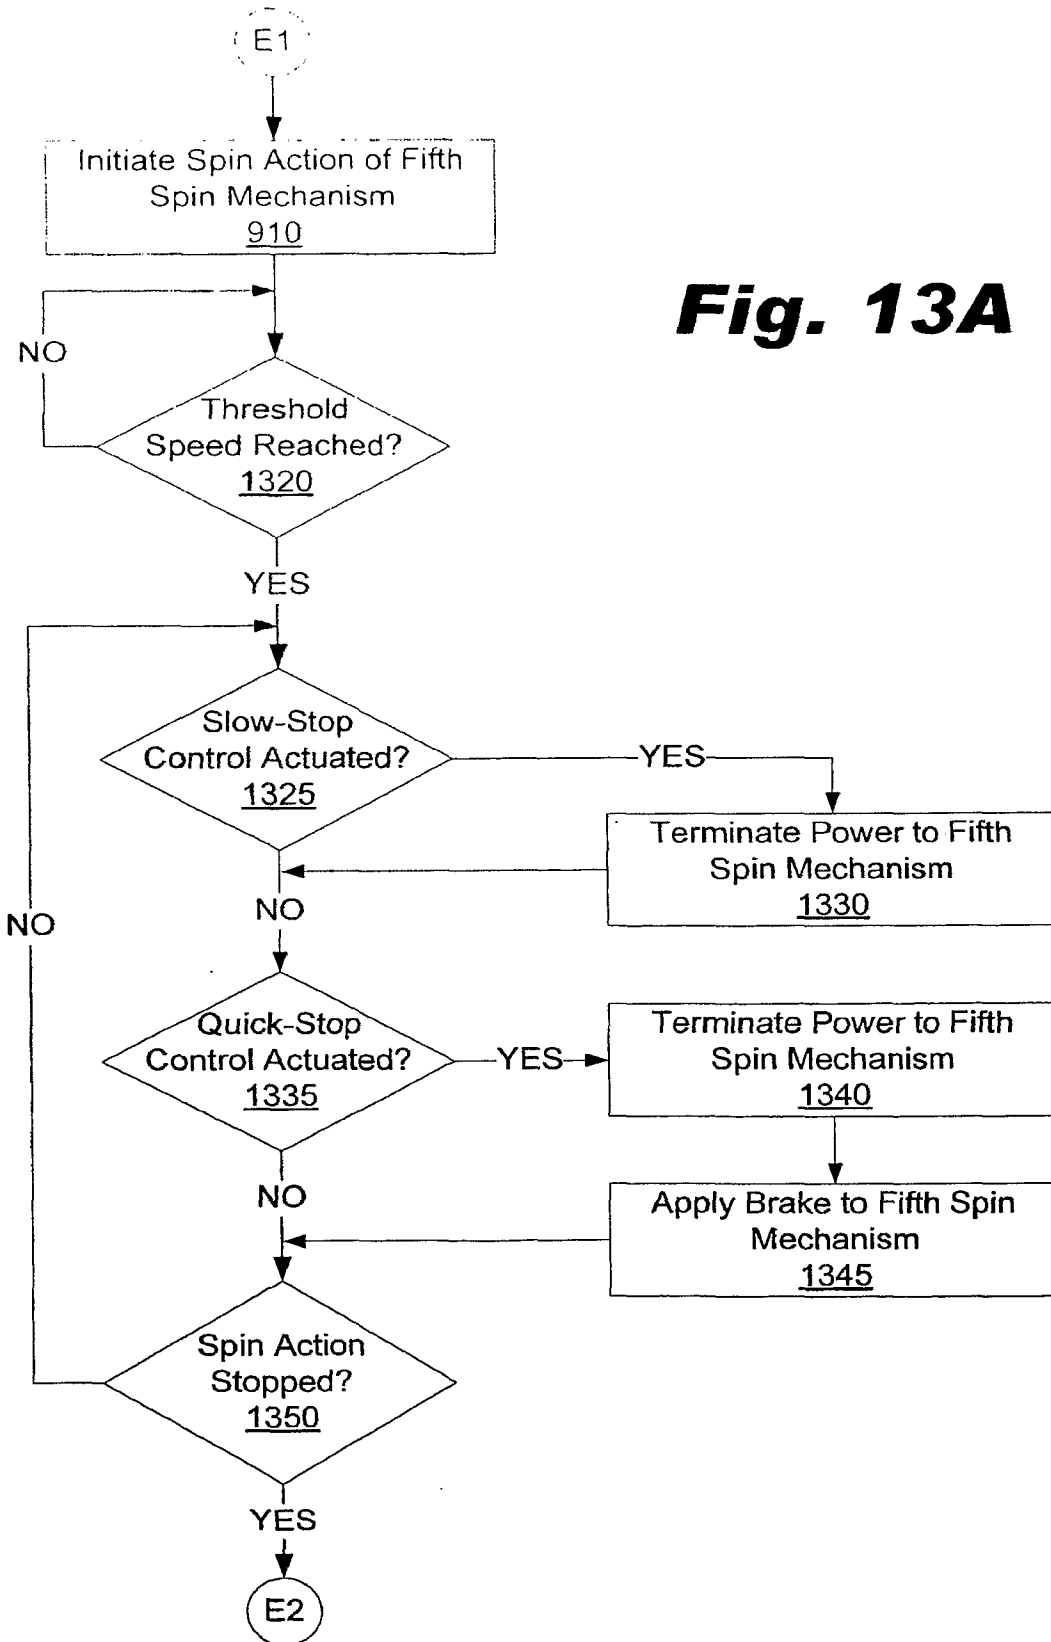 E1
Initiate Spin Action of Fifth
Spin Mechanism
910
Fig. 13A
NO
Threshold
Speed Reached?
1320
YES
Slow-Stop
Control Actuated?
1325
YES
Terminate Power to Fifth
Spin Mechanism
1330
NO
NO
Quick-Stop
Control Actuated?
1335
YES
Terminate Power to Fifth
Spin Mechanism
1340
NO
Apply Brake to Fifth Spin
Mechanism
1345
Spin Action
Stopped?
1350
YES
E2